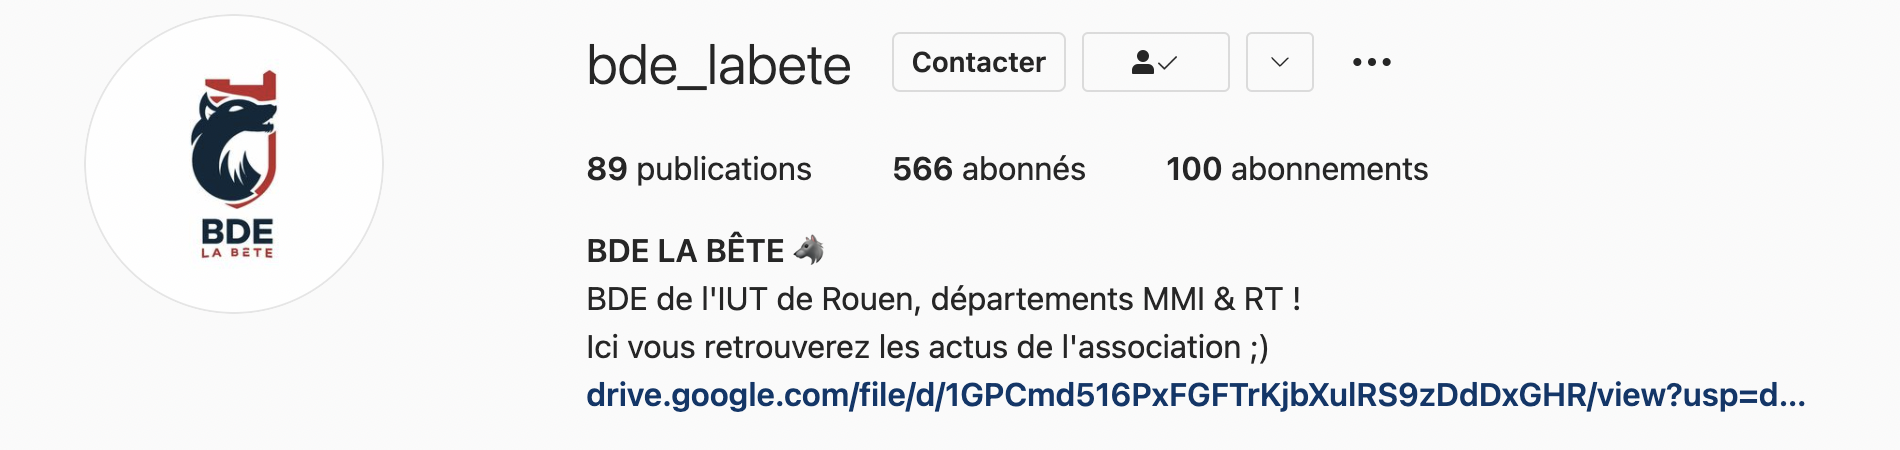 bde_labete Contacter
89 publications 566 abonnés 100 abonnements
BDE LA BÊTE 🐺
BDE de l'IUT de Rouen, départements MMI & RT !
Ici vous retrouverez les actus de l'association ;)
drive.google.com/file/d/1GPCmd516PxFGFTrKjbXulRS9zDdDxGHR/view?usp=d...
BDE
LA BÊTE